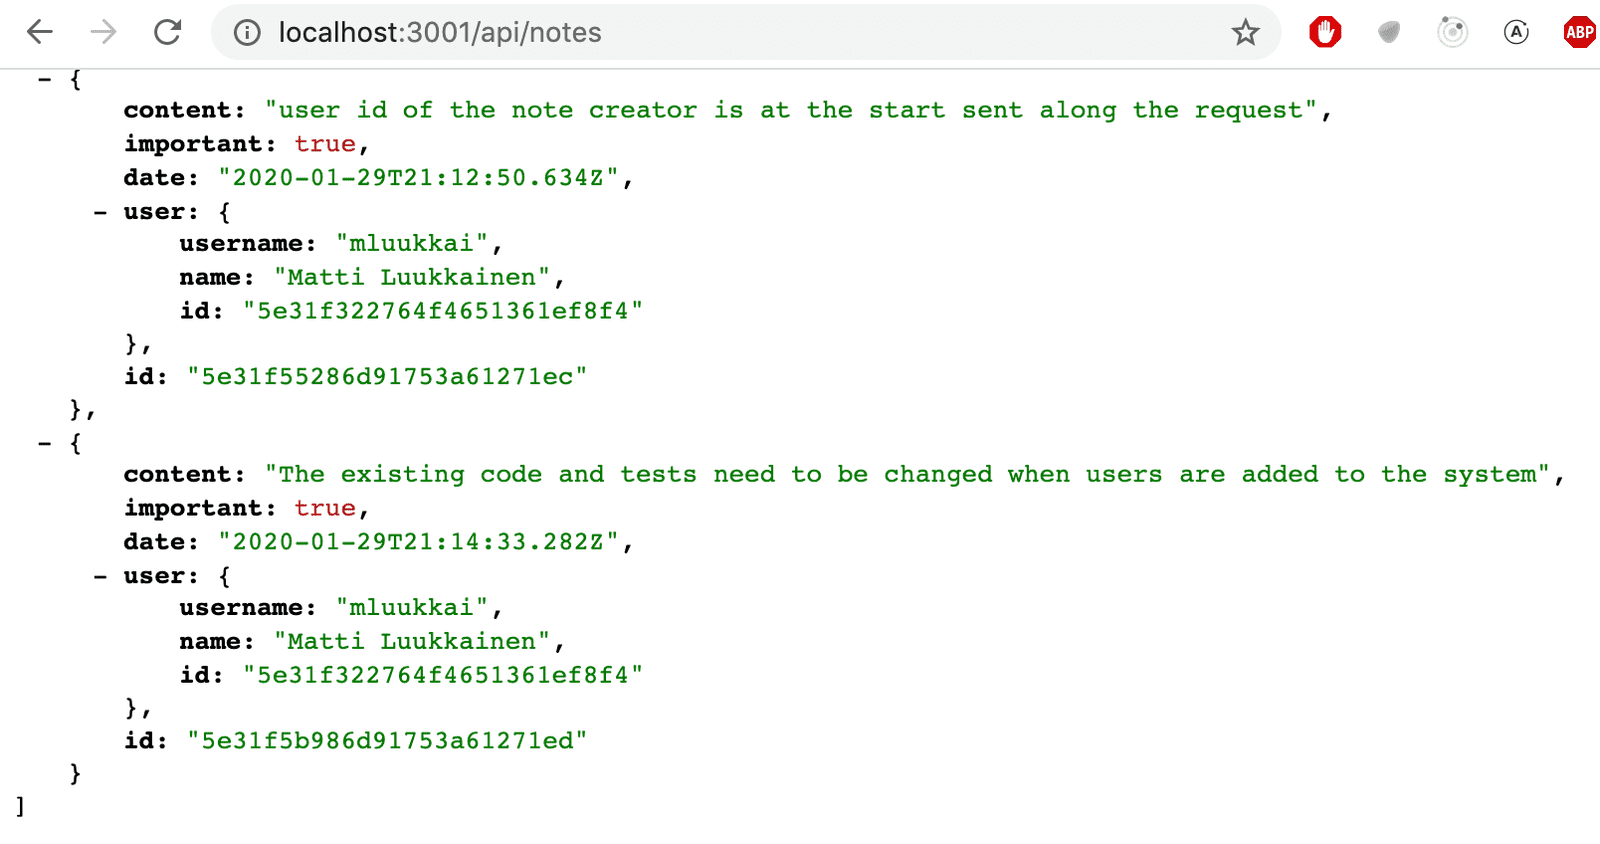 localhost:3001/api/notes
A
ABP
- {
content: "user id of the note creator is at the start sent along the request",
important: true,
date: "2020-01-29T21:12:50.634Z",
- user: {
username: "mluukkai",
name: "Matti Luukkainen",
id: "5e31f322764f4651361ef8f4"
},
id: "5e31f55286d91753a61271ec"
},
- {
content: "The existing code and tests need to be changed when users are added to the system",
important: true,
date: "2020-01-29T21:14:33.282Z",
- user: {
username: "mluukkai",
name: "Matti Luukkainen",
id: "5e31f322764f4651361ef8f4"
},
id: "5e31f5b986d91753a61271ed"
}
]